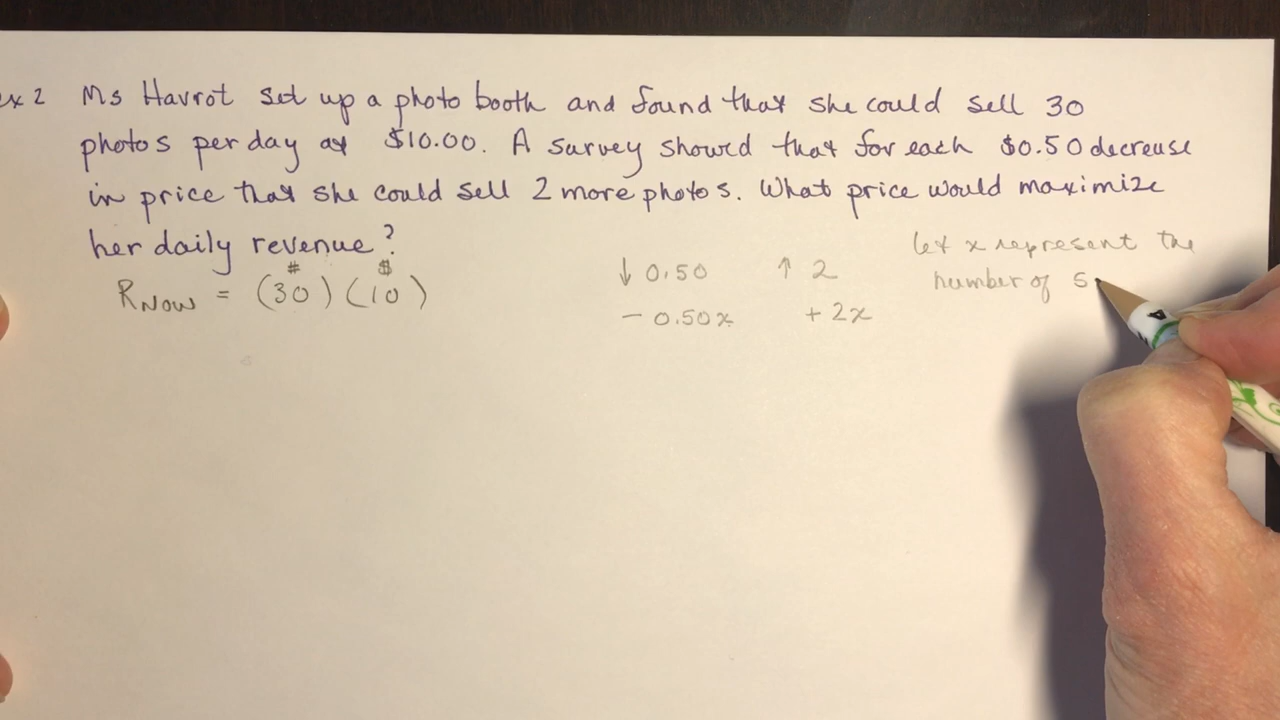 ex 2 Ms Havrot set up a photo booth and found that she could sell 30
photos per day at $10.00. A survey showd that for each $0.50 decrease
in price that she could sell 2 more photos. What price would maximize
her daily revenue?
let x represent the
number of s
# $
RNOW = (30)(10)
↓ 0.50 ↑ 2
- 0.50x + 2x